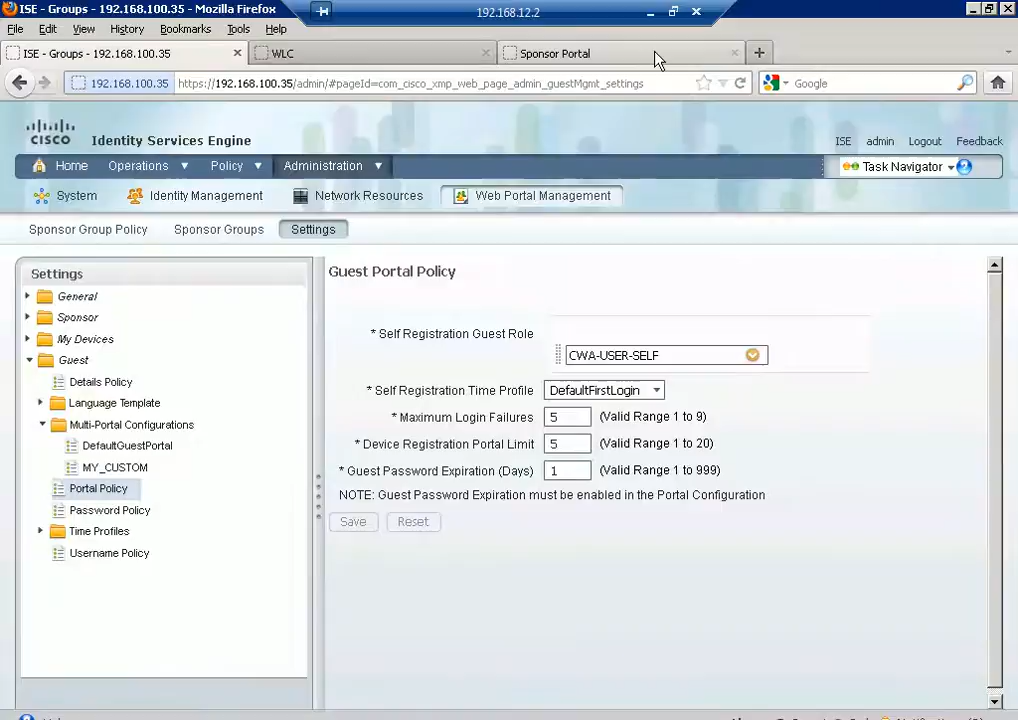 ISE - Groups - 192.168.100.35 - Mozilla Firefox
192.168.12.2
File Edit View History Bookmarks Tools Help
ISE - Groups - 192.168.100.35 WLC Sponsor Portal
192.168.100.35 https://192.168.100.35/admin/#pageId=com_cisco_xmp_web_page_admin_guestMgmt_settings Google
CISCO Identity Services Engine ISE admin Logout Feedback
Home Operations Policy Administration Task Navigator ?
System Identity Management Network Resources Web Portal Management
Sponsor Group Policy Sponsor Groups Settings
Settings
General
Sponsor
My Devices
Guest
Details Policy
Language Template
Multi-Portal Configurations
DefaultGuestPortal
MY_CUSTOM
Portal Policy
Password Policy
Time Profiles
Username Policy
Guest Portal Policy
* Self Registration Guest Role
CWA-USER-SELF
* Self Registration Time Profile DefaultFirstLogin
*Maximum Login Failures 5 (Valid Range 1 to 9)
* Device Registration Portal Limit 5 (Valid Range 1 to 20)
* Guest Password Expiration (Days) 1 (Valid Range 1 to 999)
NOTE: Guest Password Expiration must be enabled in the Portal Configuration
Save Reset